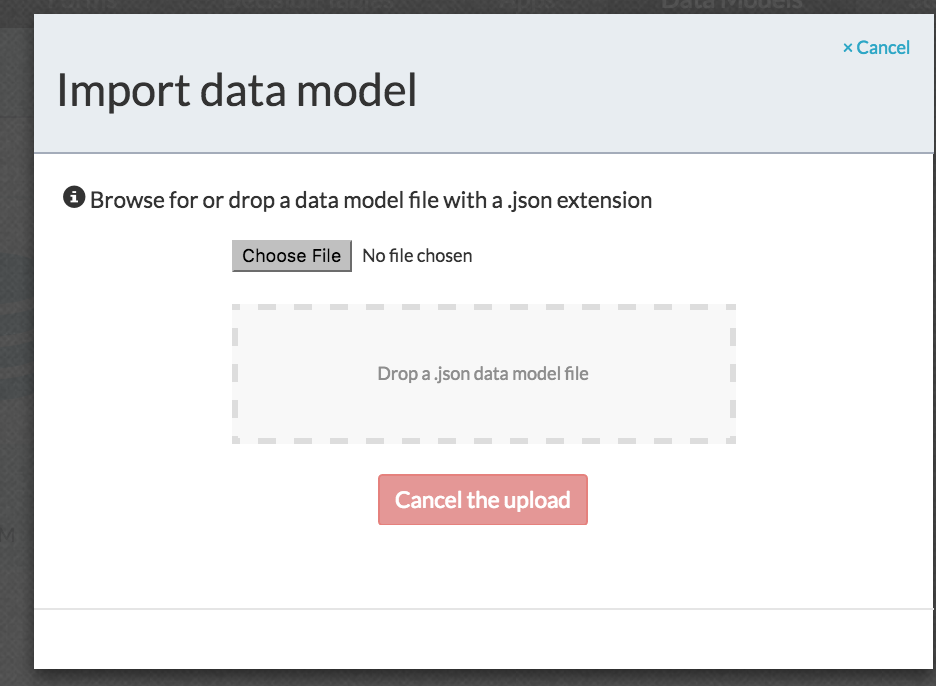 Data Models
× Cancel
Import data model
Browse for or drop a data model file with a .json extension
Choose File No file chosen
Drop a .json data model file
Cancel the upload